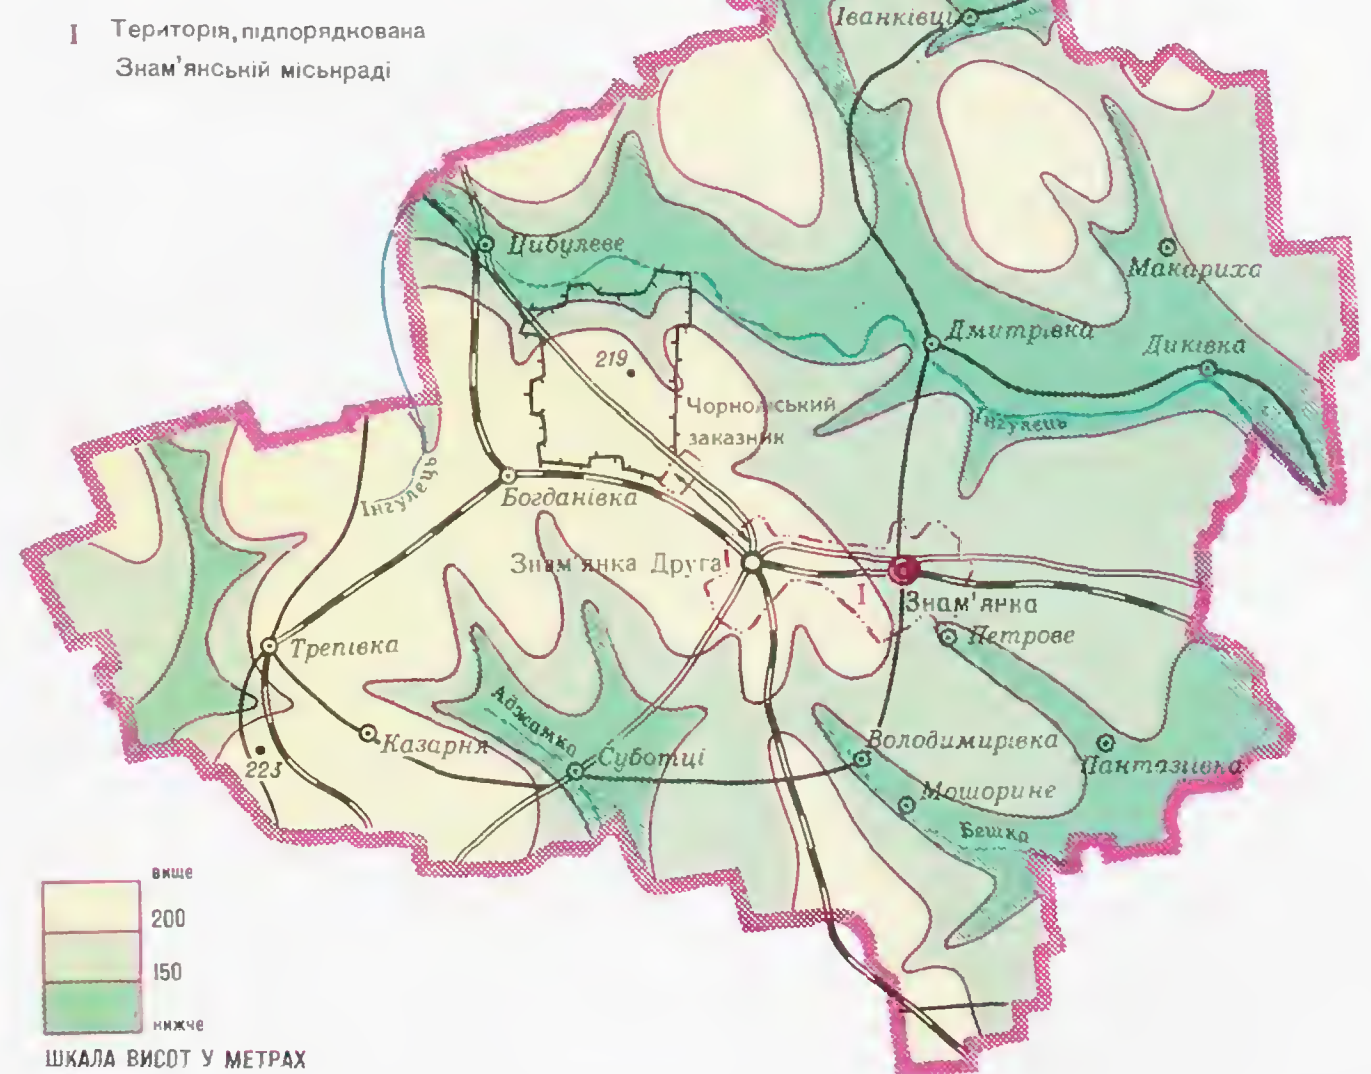 I Територія, підпорядкована
Знам'янській міськраді
Іванківці
Цибулеве
Макариха
Дмитрівка
Диківка
219
Чорноліський
заказник
Інгулець
Інгулець
Богданівка
Знам'янка Друга
I
Знам'янка
Петрове
Трепівка
Аджамка
Казарня
Суботці
Володимирівка
Пантазіївка
223
Мошорине
Бешка
вище
200
150
нижче
ШКАЛА ВИСОТ У МЕТРАХ